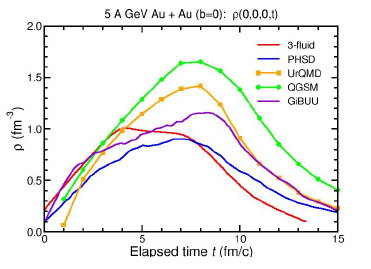 5 A GeV Au + Au (b=0): ρ(0,0,0,t)
2.0
1.5
1.0
0.5
0.0
ρ (fm⁻³)
3-fluid
PHSD
UrQMD
QGSM
GiBUU
0 5 10 15
Elapsed time t (fm/c)